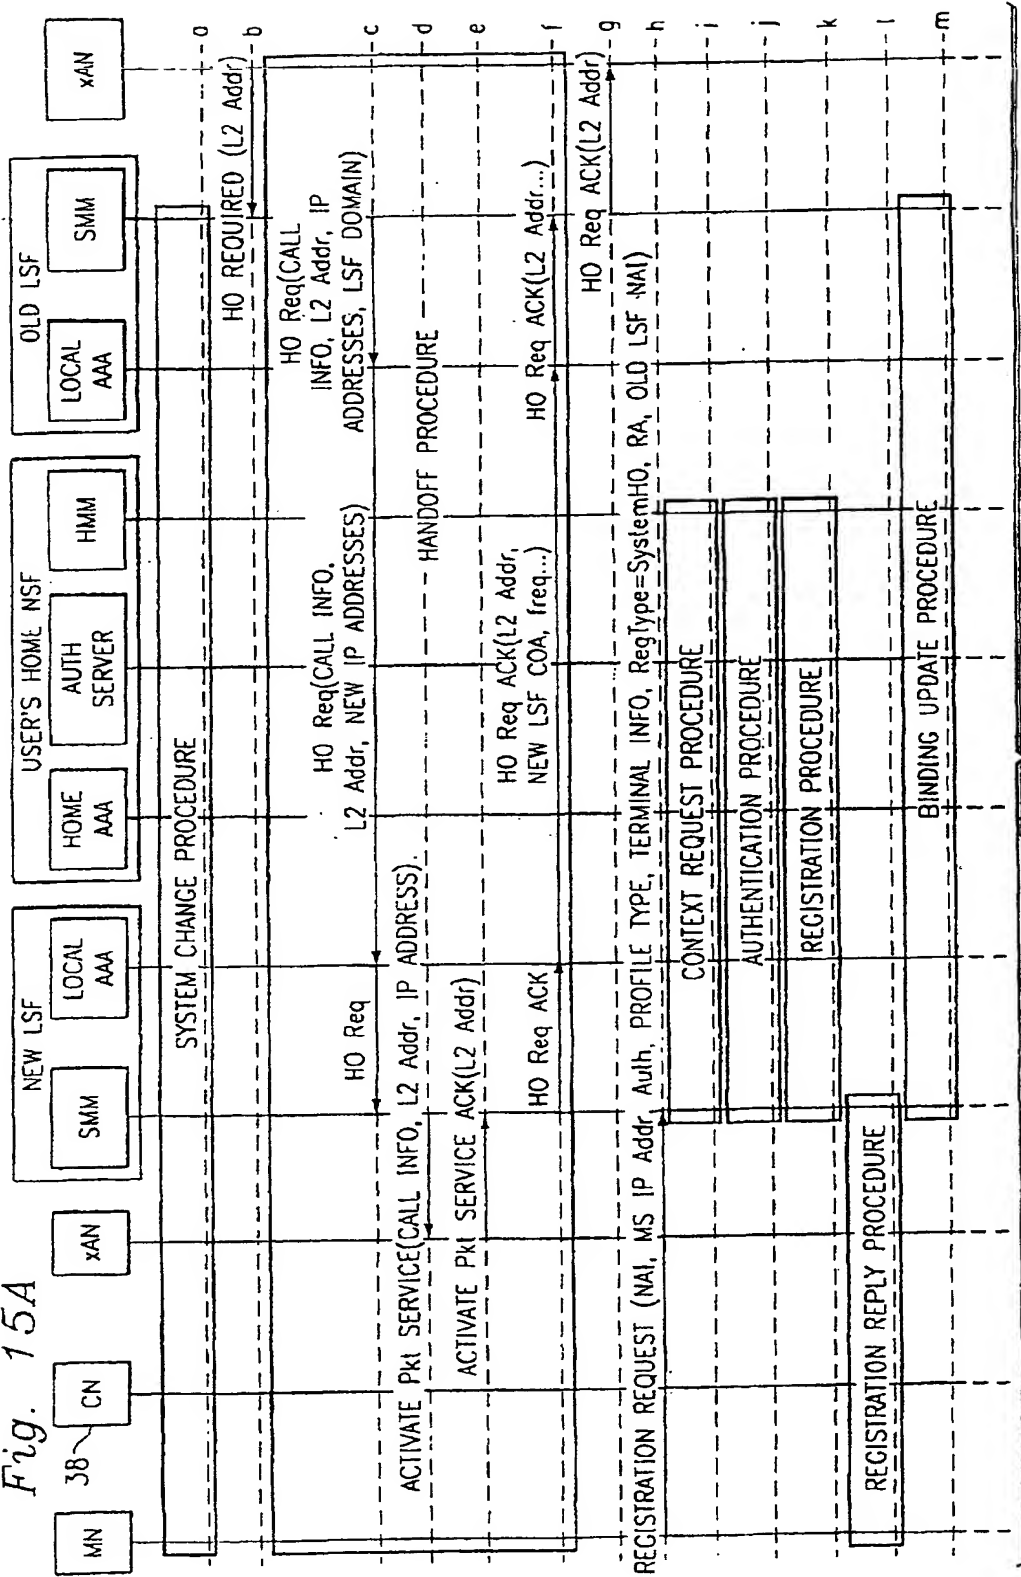 Fig. 15A
MN
38
CN
xAN
NEW LSF
SMM
LOCAL
AAA
USER'S HOME NSF
HOME
AAA
AUTH
SERVER
HMM
OLD LSF
LOCAL
AAA
SMM
xAN
SYSTEM CHANGE PROCEDURE
a
HO REQUIRED (L2 Addr)
b
HO Req
HO Req(CALL INFO,
L2 Addr, NEW IP ADDRESSES)
HO Req(CALL
INFO, L2 Addr, IP
ADDRESSES, LSF DOMAIN)
c
ACTIVATE Pkt SERVICE(CALL INFO, L2 Addr, IP ADDRESS).
HANDOFF PROCEDURE
d
ACTIVATE Pkt SERVICE ACK(L2 Addr)
e
HO Req ACK
HO Req ACK(L2 Addr,
NEW LSF COA, freq...)
HO Req ACK(L2 Addr...)
f
HO Req ACK(L2 Addr)
g
REGISTRATION REQUEST (NAI, MS IP Addr Auth, PROFILE TYPE, TERMINAL INFO, RegType=SystemHO, RA, OLD LSF NAI)
h
CONTEXT REQUEST PROCEDURE
i
AUTHENTICATION PROCEDURE
j
REGISTRATION PROCEDURE
k
REGISTRATION REPLY PROCEDURE
l
BINDING UPDATE PROCEDURE
m